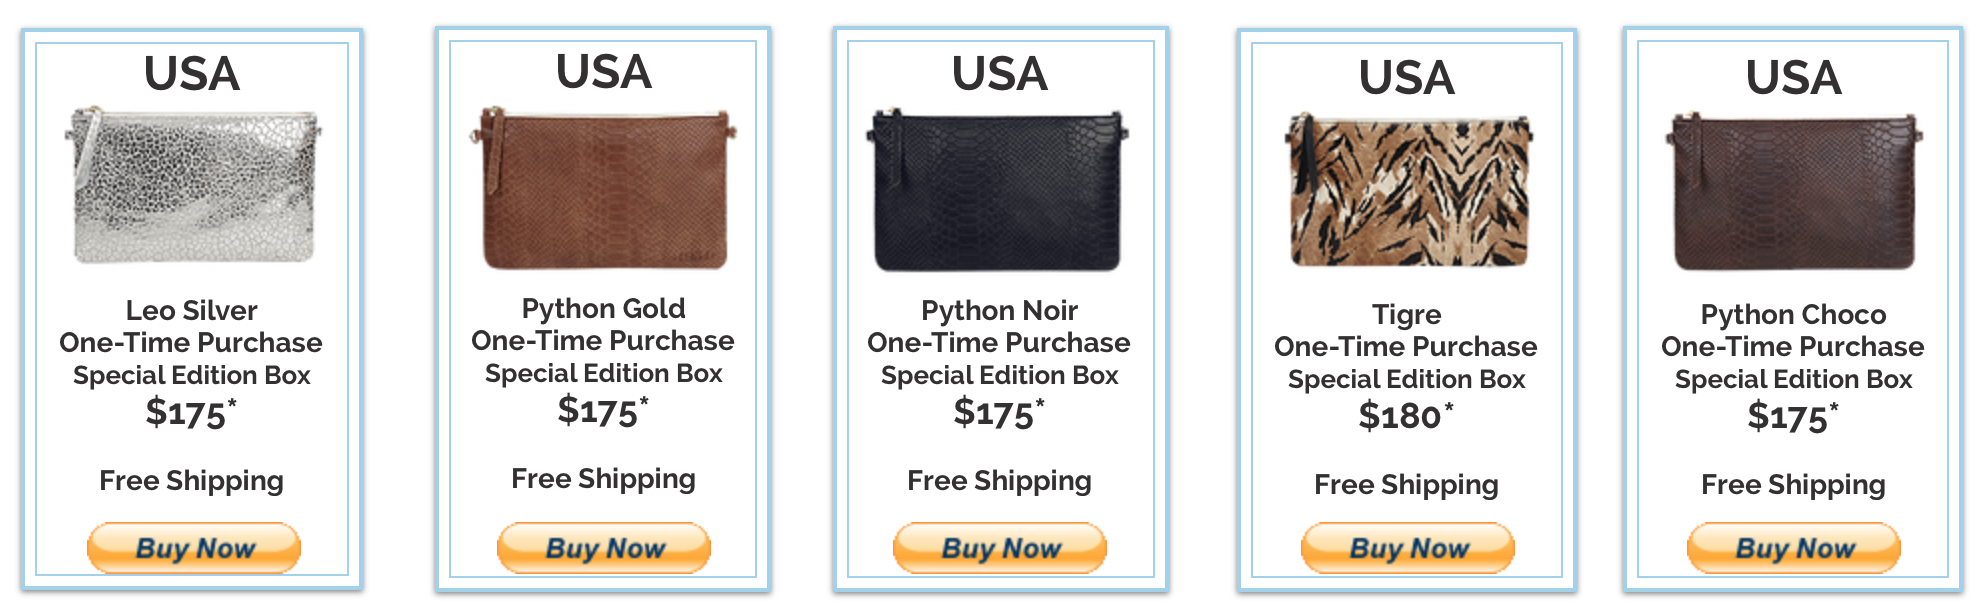 USA
Leo Silver
One-Time Purchase
Special Edition Box
$175*
Free Shipping
Buy Now
USA
Python Gold
One-Time Purchase
Special Edition Box
$175*
Free Shipping
Buy Now
USA
Python Noir
One-Time Purchase
Special Edition Box
$175*
Free Shipping
Buy Now
USA
Tigre
One-Time Purchase
Special Edition Box
$180*
Free Shipping
Buy Now
USA
Python Choco
One-Time Purchase
Special Edition Box
$175*
Free Shipping
Buy Now